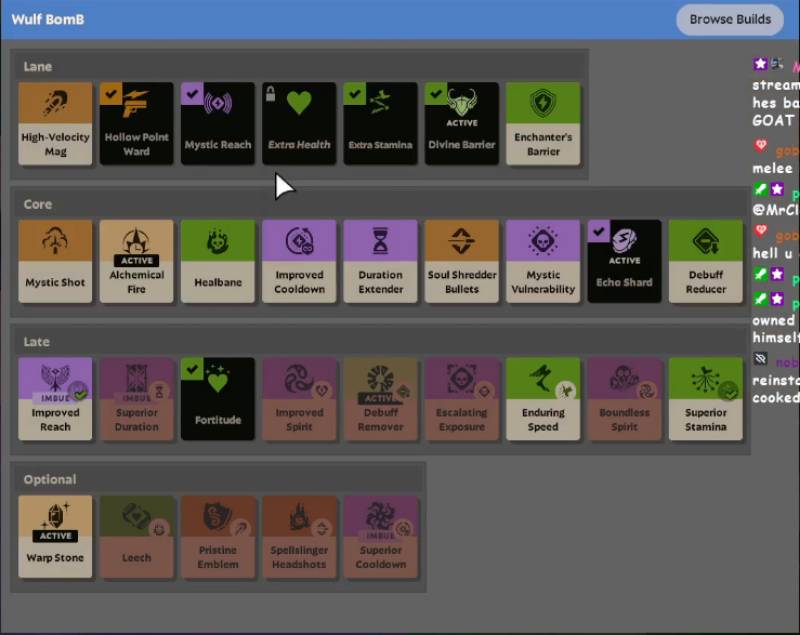 Wulf BomB
Browse Builds
Lane
High-Velocity
Mag
Hollow Point
Ward
Mystic Reach
Extra Health
Extra Stamina
ACTIVE
Divine Barrier
Enchanter's
Barrier
Core
Mystic Shot
ACTIVE
Alchemical
Fire
Healbane
Improved
Cooldown
Duration
Extender
Soul Shredder
Bullets
Mystic
Vulnerability
ACTIVE
Echo Shard
Debuff
Reducer
Late
IMBUE
Improved
Reach
IMBUE
Superior
Duration
Fortitude
Improved
Spirit
ACTIVE
Debuff
Remover
Escalating
Exposure
Enduring
Speed
Boundless
Spirit
Superior
Stamina
Optional
ACTIVE
Warp Stone
Leech
Pristine
Emblem
Spellslinger
Headshots
IMBUE
Superior
Cooldown
stream
hes ba
GOAT
gob
melee
p
@MrCl
gob
hell u
p
p
owned
himself
nob
reinsta
cooked